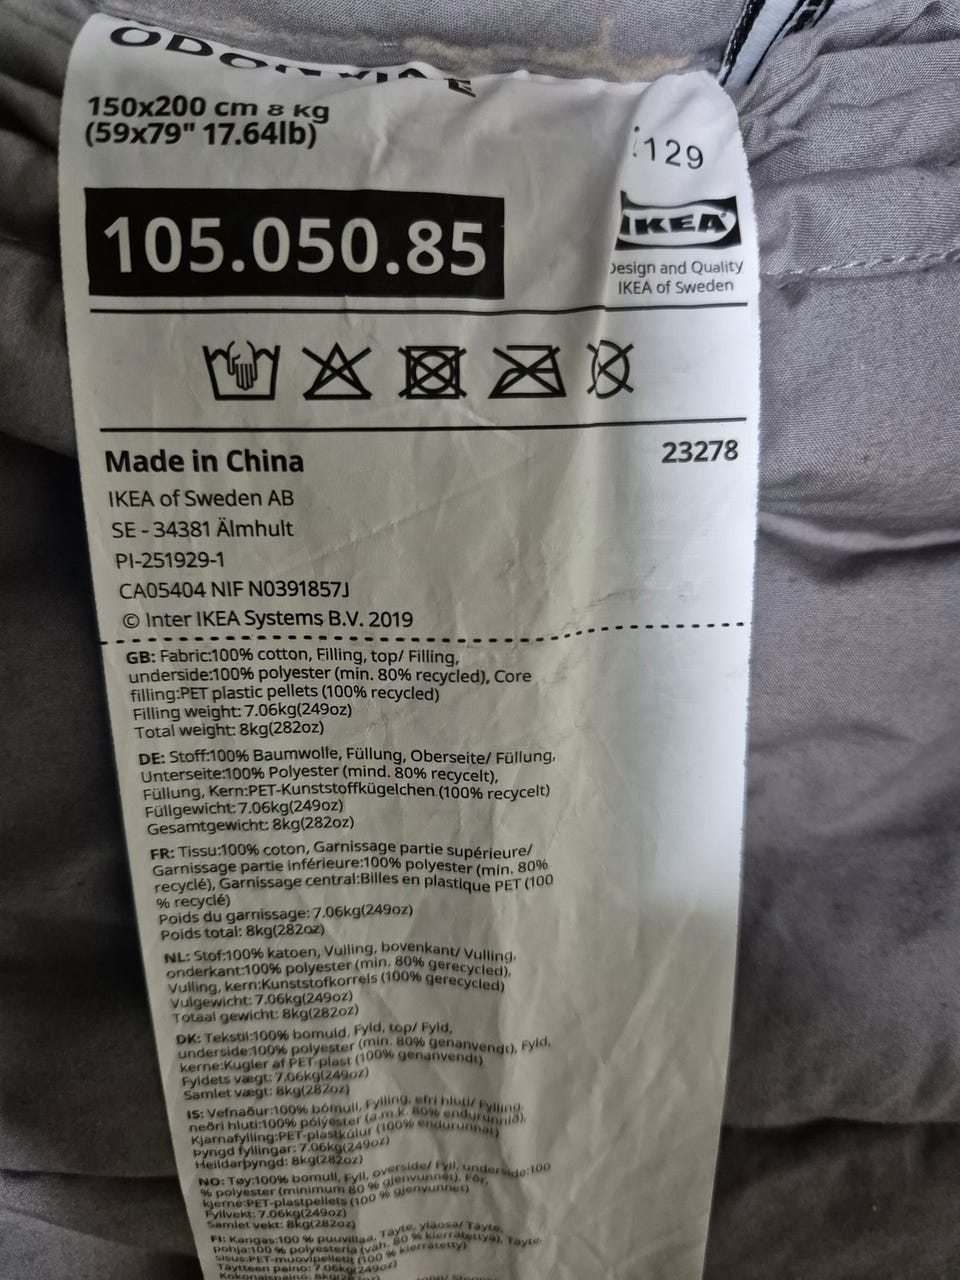 150x200 cm 8 kg
(59x79" 17.64lb)
129
105.050.85
IKEA
Design and Quality
IKEA of Sweden
Made in China
23278
IKEA of Sweden AB
SE - 34381 Älmhult
PI-251929-1
CA05404 NIF N0391857J
© Inter IKEA Systems B.V. 2019
GB: Fabric:100% cotton, Filling, top/ Filling,
underside:100% polyester (min. 80% recycled), Core
filling:PET plastic pellets (100% recycled)
Filling weight: 7.06kg(249oz)
Total weight: 8kg(282oz)
DE: Stoff:100% Baumwolle, Füllung, Oberseite/ Füllung,
Unterseite:100% Polyester (mind. 80% recycelt),
Füllung, Kern:PET-Kunststoffkügelchen (100% recycelt)
Füllgewicht: 7.06kg(249oz)
Gesamtgewicht: 8kg(282oz)
FR: Tissu:100% coton, Garnissage partie supérieure/
Garnissage partie inférieure:100% polyester (min. 80%
recyclé), Garnissage central:Billes en plastique PET (100
% recyclé)
Poids du garnissage: 7.06kg(249oz)
Poids total: 8kg(282oz)
NL: Stof:100% katoen, Vulling, bovenkant/ Vulling,
onderkant:100% polyester (min. 80% gerecycled),
Vulling, kern:Kunststofkorrels (100% gerecycled)
Vulgewicht: 7.06kg(249oz)
Totaal gewicht: 8kg(282oz)
DK: Tekstil:100% bomuld, Fyld, top/ Fyld,
underside:100% polyester (min. 80% genanvendt), Fyld,
kerne:Kugler af PET-plast (100% genanvendt)
Fyldets vægt: 7.06kg(249oz)
Samlet vægt: 8kg(282oz)
IS: Vefnaður:100% bómull, Fylling, efri hluti/ Fylling,
neðri hluti:100% pólýester (a.m.k. 80% endurunnið),
Kjarnafylling:PET-plastkúlur (100% endurunnat)
Þyngd fyllingar: 7.06kg(249oz)
Heildarþyngd: 8kg(282oz)
NO: Tøy:100% bomull, Fyll, overside/ Fyll, underside:100
% polyester (minimum 80 % gjenvunnet), Fôr,
kjerne:PET-plastpellets (100 % gjenvunnet)
Fyllvekt: 7.06kg(249oz)
Samlet vekt: 8kg(282oz)
FI: Kangas:100 % puuvillaa, Täyte, yläosa/ Täyte,
pohja:100 % polyesteria (väh. 80 % kierrätettyä), Täyte,
sisus:PET-muovipelletit (100 % kierrätetty)
Täytteen paino: 7.06kg(249oz)
Kokonaispaino: 8kg(282oz)